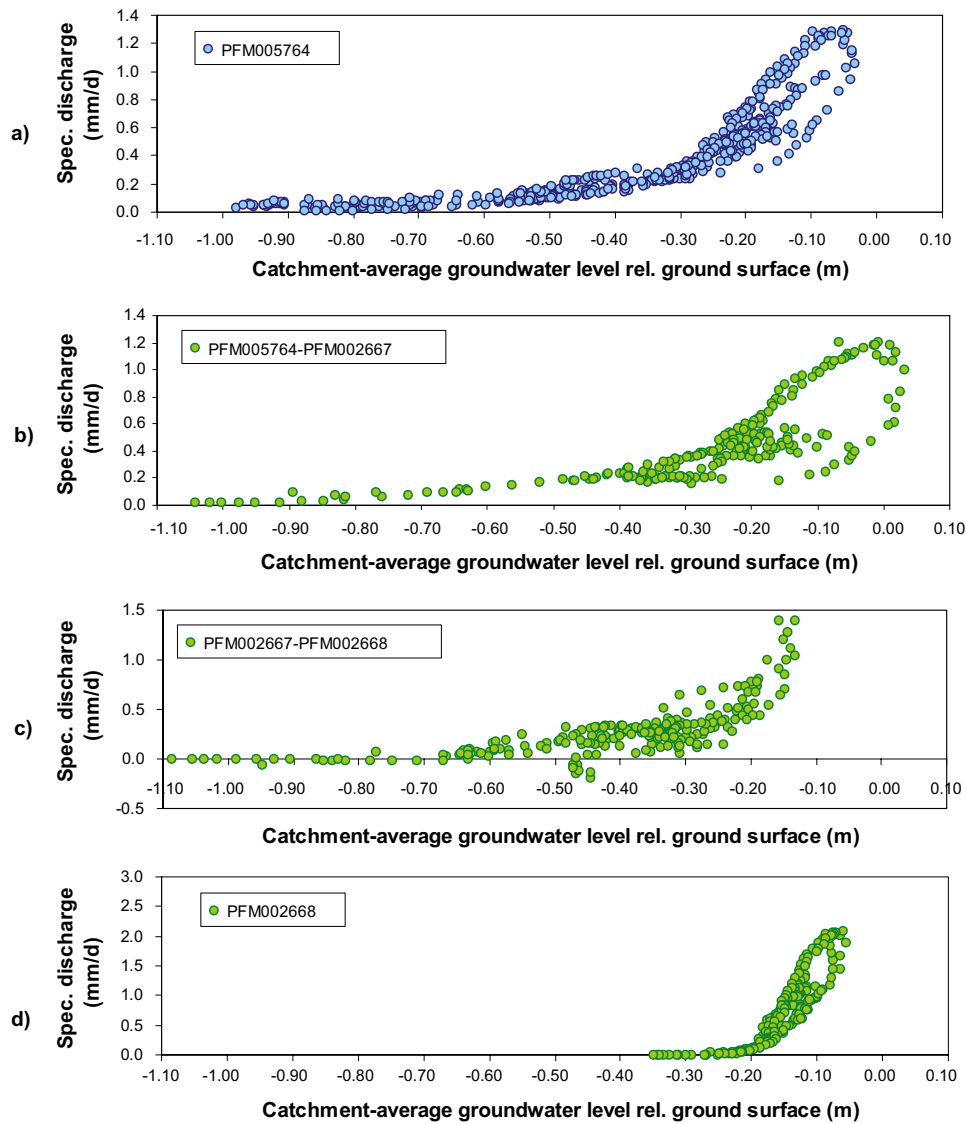 a)
Spec. discharge
(mm/d)
1.4
1.2
1.0
0.8
0.6
0.4
0.2
0.0
PFM005764
-1.10 -1.00 -0.90 -0.80 -0.70 -0.60 -0.50 -0.40 -0.30 -0.20 -0.10 0.00 0.10
Catchment-average groundwater level rel. ground surface (m)
b)
Spec. discharge
(mm/d)
1.4
1.2
1.0
0.8
0.6
0.4
0.2
0.0
PFM005764-PFM002667
-1.10 -1.00 -0.90 -0.80 -0.70 -0.60 -0.50 -0.40 -0.30 -0.20 -0.10 0.00 0.10
Catchment-average groundwater level rel. ground surface (m)
c)
Spec. discharge
(mm/d)
1.5
1.0
0.5
0.0
-0.5
PFM002667-PFM002668
-1.10 -1.00 -0.90 -0.80 -0.70 -0.60 -0.50 -0.40 -0.30 -0.20 -0.10 0.00 0.10
Catchment-average groundwater level rel. ground surface (m)
d)
Spec. discharge
(mm/d)
3.0
2.5
2.0
1.5
1.0
0.5
0.0
PFM002668
-1.10 -1.00 -0.90 -0.80 -0.70 -0.60 -0.50 -0.40 -0.30 -0.20 -0.10 0.00 0.10
Catchment-average groundwater level rel. ground surface (m)